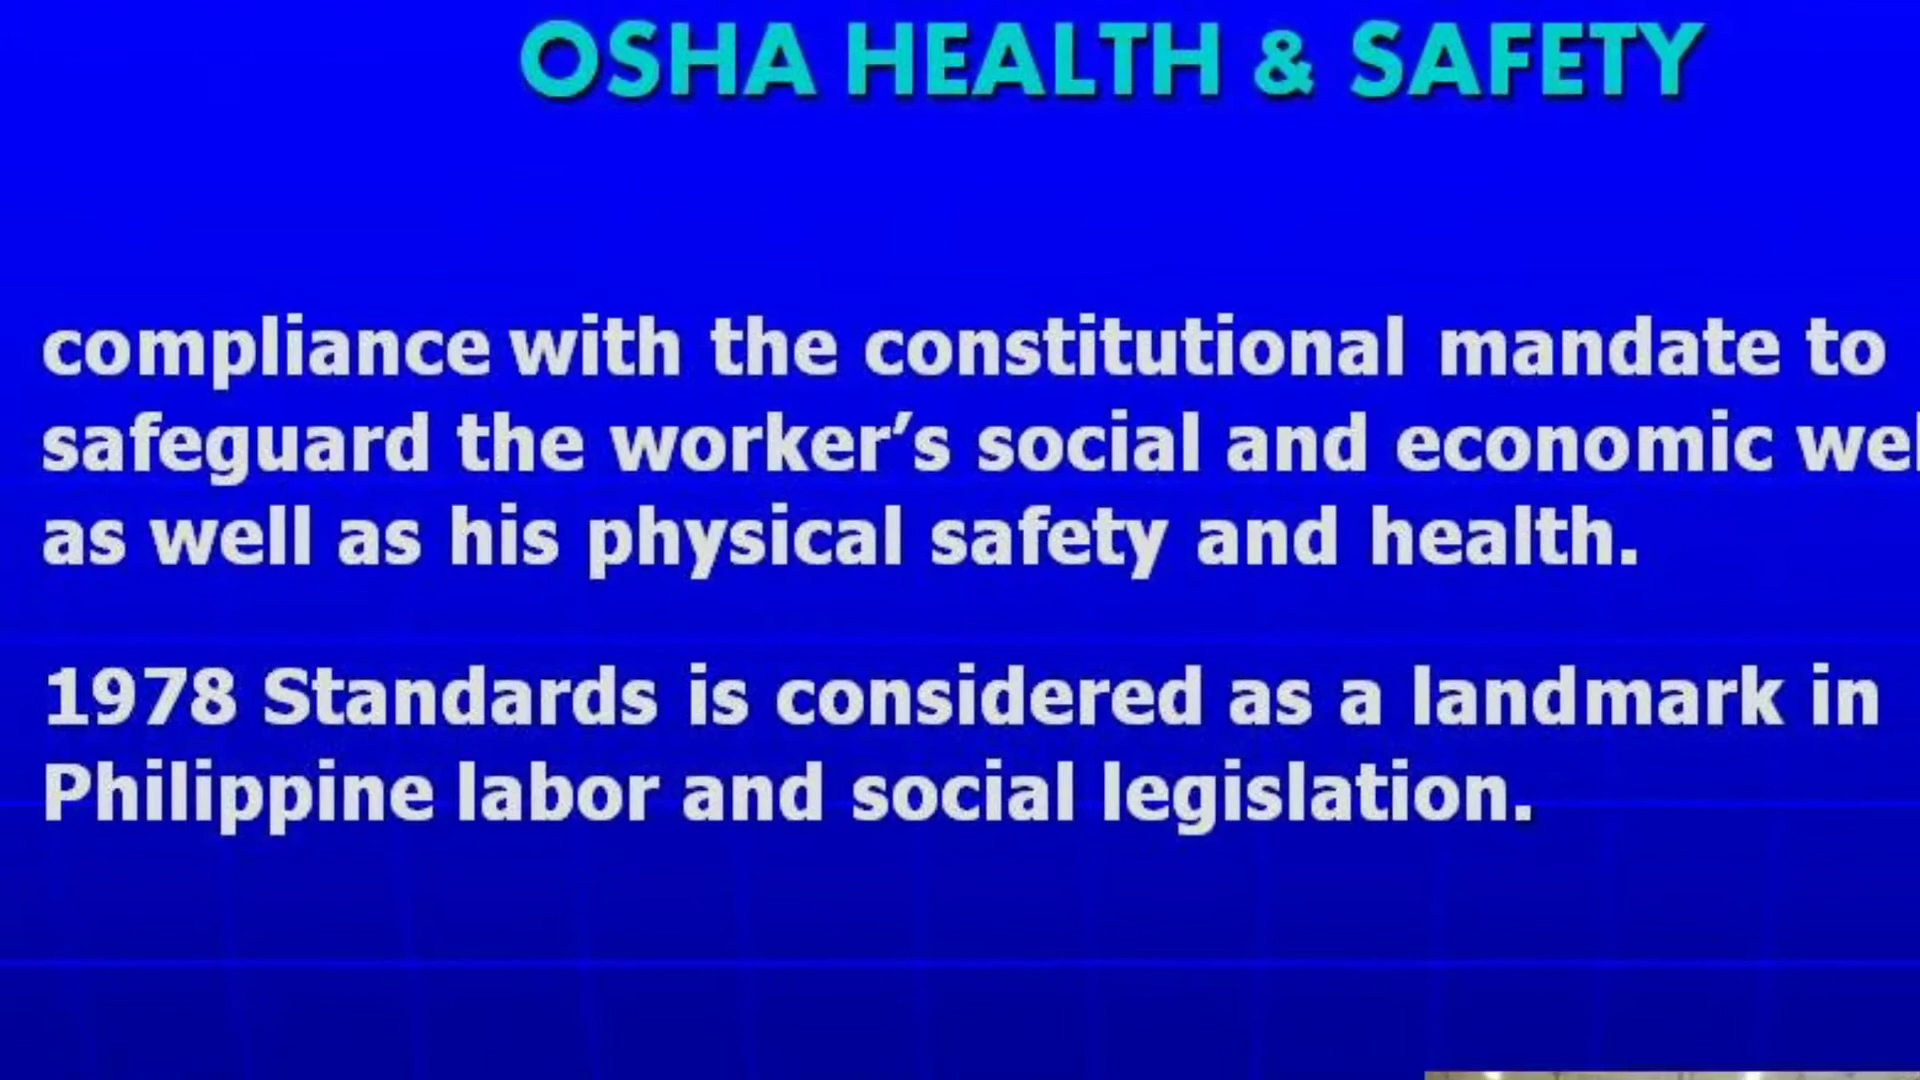 OSHA HEALTH & SAFETY
compliance with the constitutional mandate to
safeguard the worker’s social and economic
as well as his physical safety and health.
1978 Standards is considered as a landmark in
Philippine labor and social legislation.